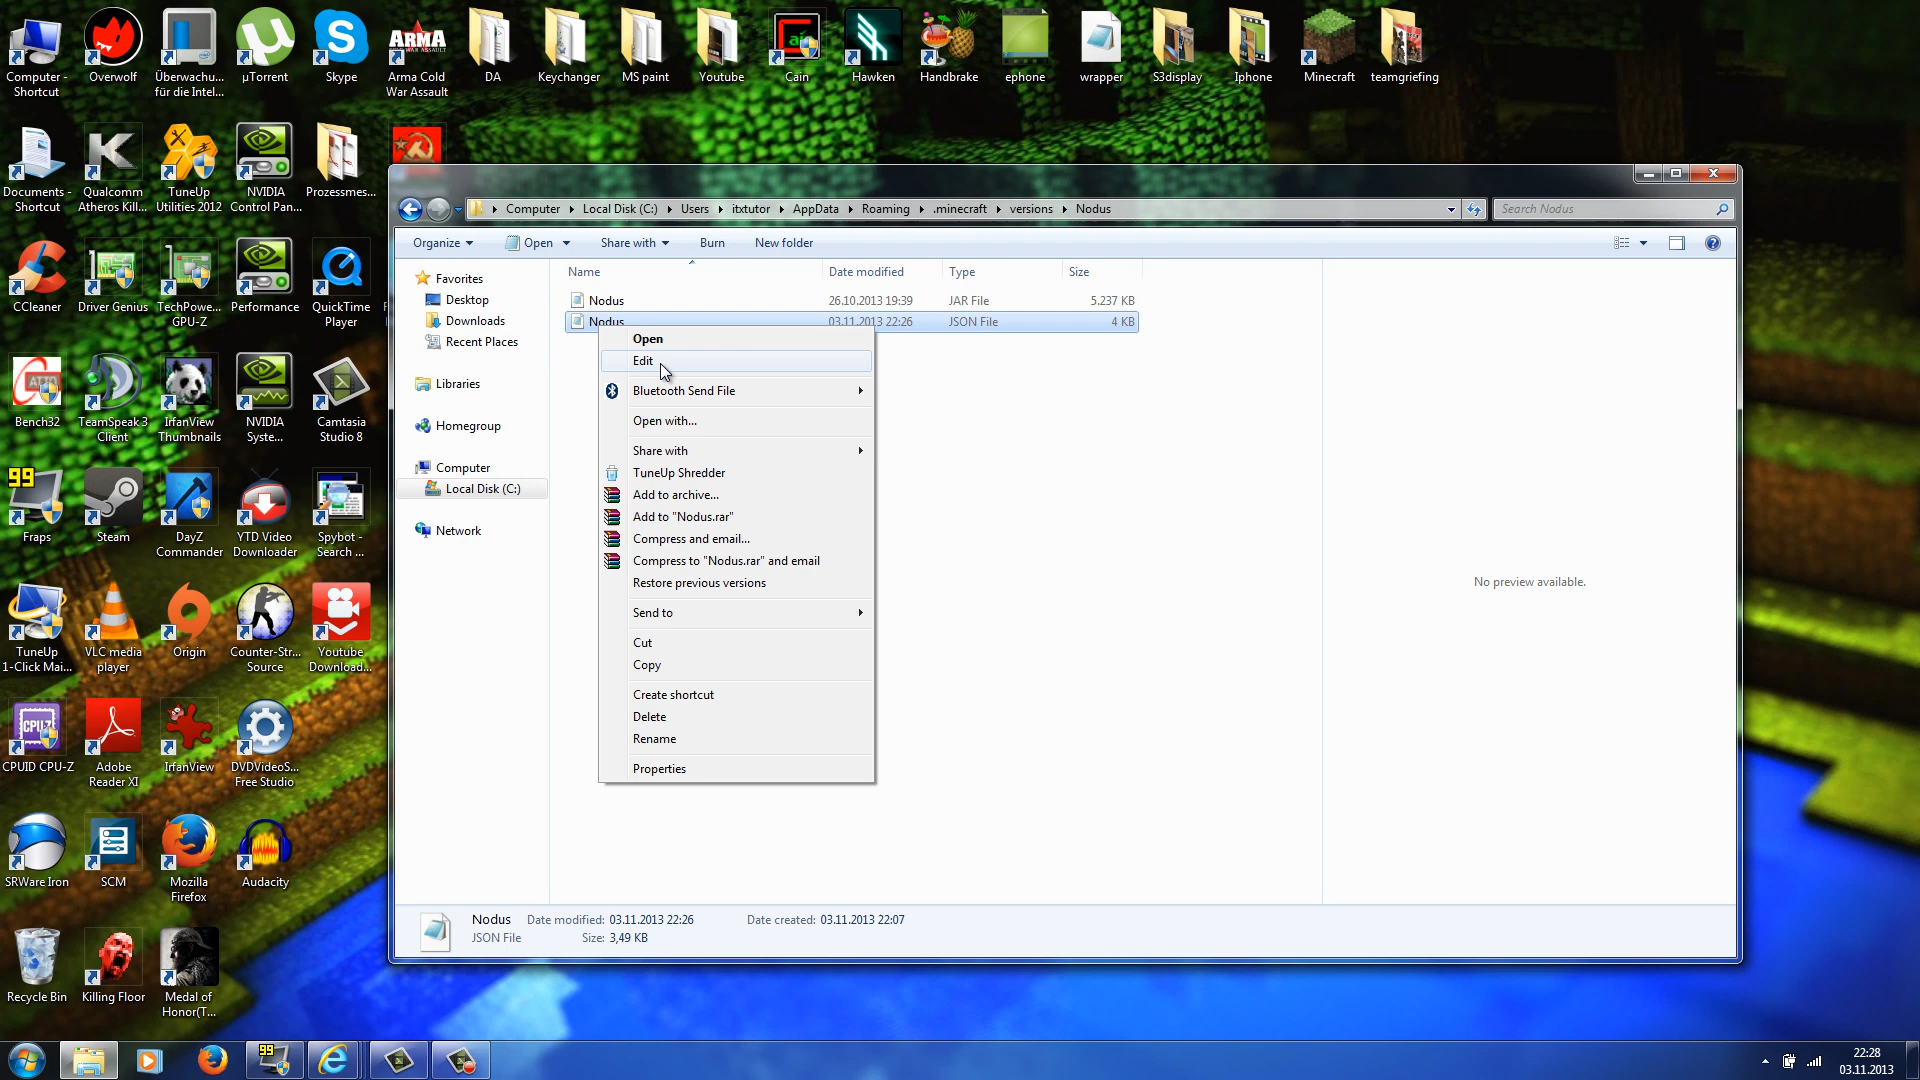 Computer -
Shortcut
Overwolf
Überwachu...
für die Intel...
µTorrent
Skype
ARMA
Arma Cold
War Assault
DA
Keychanger
MS paint
Youtube
Cain
Hawken
Handbrake
ephone
wrapper
S3display
Iphone
Minecraft
teamgriefing
Documents -
Shortcut
Qualcomm
Atheros Kill...
TuneUp
Utilities 2012
NVIDIA
Control Pan...
Prozessmes...
CCleaner
Driver Genius
TechPowe...
GPU-Z
Performance
QuickTime
Player
Bench32
TeamSpeak 3
Client
IrfanView
Thumbnails
NVIDIA
Syste...
Camtasia
Studio 8
99
Fraps
Steam
DayZ
Commander
YTD Video
Downloader
Spybot -
Search ...
TuneUp
1-Click Mai...
VLC media
player
Origin
Counter-Str...
Source
Youtube
Download...
CPUID CPU-Z
Adobe
Reader XI
IrfanView
DVDVideoS...
Free Studio
SRWare Iron
SCM
Mozilla
Firefox
Audacity
Recycle Bin
Killing Floor
Medal of
Honor(T...
Computer Local Disk (C:) Users itxtutor AppData Roaming .minecraft versions Nodus
Search Nodus
Organize Open Share with Burn New folder
Favorites
Desktop
Downloads
Recent Places
Libraries
Homegroup
Computer
Local Disk (C:)
Network
Name Date modified Type Size
Nodus 26.10.2013 19:39 JAR File 5.237 KB
Nodus 03.11.2013 22:26 JSON File 4 KB
Open
Edit
Bluetooth Send File
Open with...
Share with
TuneUp Shredder
Add to archive...
Add to "Nodus.rar"
Compress and email...
Compress to "Nodus.rar" and email
Restore previous versions
Send to
Cut
Copy
Create shortcut
Delete
Rename
Properties
No preview available.
Nodus Date modified: 03.11.2013 22:26 Date created: 03.11.2013 22:07
JSON File Size: 3,49 KB
99
22:28
03.11.2013